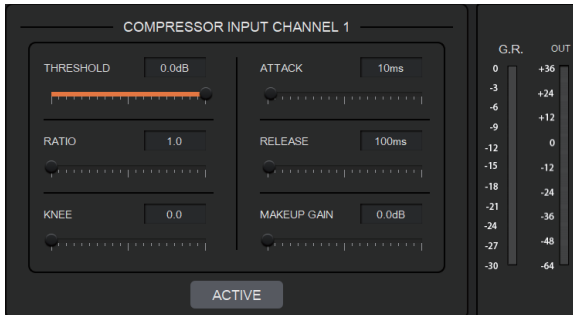 COMPRESSOR INPUT CHANNEL 1
THRESHOLD 0.0dB
ATTACK 10ms
RATIO 1.0
RELEASE 100ms
KNEE 0.0
MAKEUP GAIN 0.0dB
ACTIVE
G.R. OUT
0 +36
-3
+24
-6
+12
-9
0
-12
-15 -12
-18
-24
-21
-36
-24
-48
-27
-30 -64